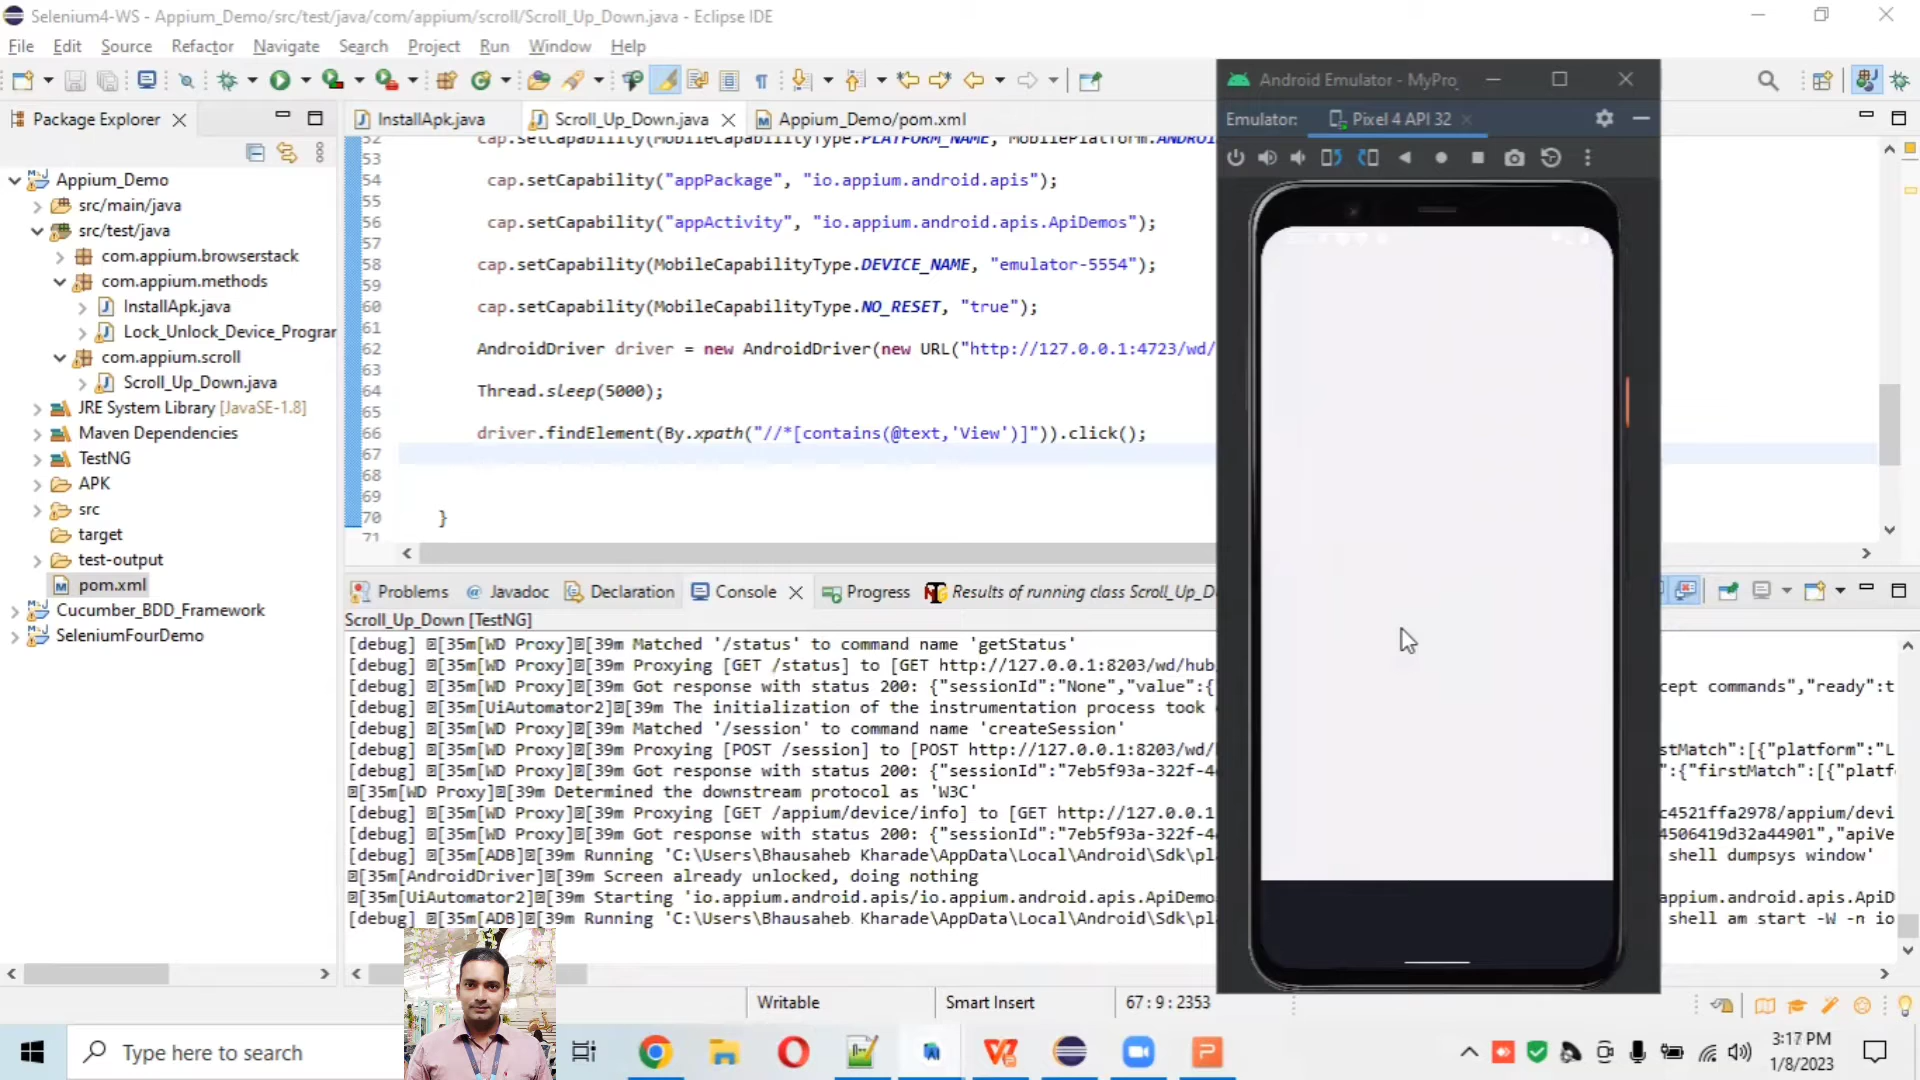 Selenium4-WS - Appium_Demo/src/test/java/com/appium/scroll/Scroll_Up_Down.java - Eclipse IDE
File Edit Source Refactor Navigate Search Project Run Window Help
Package Explorer
Appium_Demo
src/main/java
src/test/java
com.appium.browserstack
com.appium.methods
InstallApk.java
Lock_Unlock_Device_Program
com.appium.scroll
Scroll_Up_Down.java
JRE System Library [JavaSE-1.8]
Maven Dependencies
TestNG
APK
src
target
test-output
pom.xml
Cucumber_BDD_Framework
SeleniumFourDemo
InstallApk.java Scroll_Up_Down.java Appium_Demo/pom.xml
52 cap.setCapability(MobileCapabilityType.PLATFORM_NAME, MobilePlatform.ANDROI
53
54 cap.setCapability("appPackage", "io.appium.android.apis");
55
56 cap.setCapability("appActivity", "io.appium.android.apis.ApiDemos");
57
58 cap.setCapability(MobileCapabilityType.DEVICE_NAME, "emulator-5554");
59
60 cap.setCapability(MobileCapabilityType.NO_RESET, "true");
61
62 AndroidDriver driver = new AndroidDriver(new URL("http://127.0.0.1:4723/wd/
63
64 Thread.sleep(5000);
65
66 driver.findElement(By.xpath("//*[contains(@text,'View')]")).click();
67
68
69
70 }
71
Problems Javadoc Declaration Console Progress Results of running class Scroll_Up_D
Scroll_Up_Down [TestNG]
[debug] [35m[WD Proxy][39m Matched '/status' to command name 'getStatus'
[debug] [35m[WD Proxy][39m Proxying [GET /status] to [GET http://127.0.0.1:8203/wd/hub
[debug] [35m[WD Proxy][39m Got response with status 200: {"sessionId":"None","value":{ cept commands","ready":t
[debug] [35m[UiAutomator2][39m The initialization of the instrumentation process took
[debug] [35m[WD Proxy][39m Matched '/session' to command name 'createSession'
[debug] [35m[WD Proxy][39m Proxying [POST /session] to [POST http://127.0.0.1:8203/wd/ stMatch":[{"platform":"L
[debug] [35m[WD Proxy][39m Got response with status 200: {"sessionId":"7eb5f93a-322f-4 ":{"firstMatch":[{"platf
[35m[WD Proxy][39m Determined the downstream protocol as 'W3C'
[debug] [35m[WD Proxy][39m Proxying [GET /appium/device/info] to [GET http://127.0.0.1 c4521ffa2978/appium/devi
[debug] [35m[WD Proxy][39m Got response with status 200: {"sessionId":"7eb5f93a-322f-4 4506419d32a44901","apiVe
[debug] [35m[ADB][39m Running 'C:\Users\Bhausaheb Kharade\AppData\Local\Android\Sdk\pl shell dumpsys window'
[35m[AndroidDriver][39m Screen already unlocked, doing nothing
[35m[UiAutomator2][39m Starting 'io.appium.android.apis/io.appium.android.apis.ApiDemo appium.android.apis.ApiD
[debug] [35m[ADB][39m Running 'C:\Users\Bhausaheb Kharade\AppData\Local\Android\Sdk\pl shell am start -W -n io
Android Emulator - MyPro
Emulator: Pixel 4 API 32
Writable Smart Insert 67 : 9 : 2353
Type here to search
3:17 PM
1/8/2023